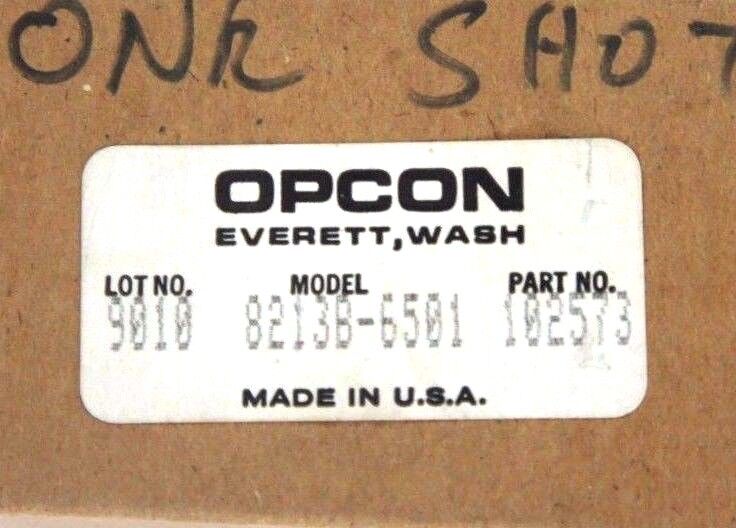 ONE SHOT
OPCON
EVERETT, WASH
LOT NO. MODEL PART NO.
9010 8213B-6501 102573
MADE IN U.S.A.